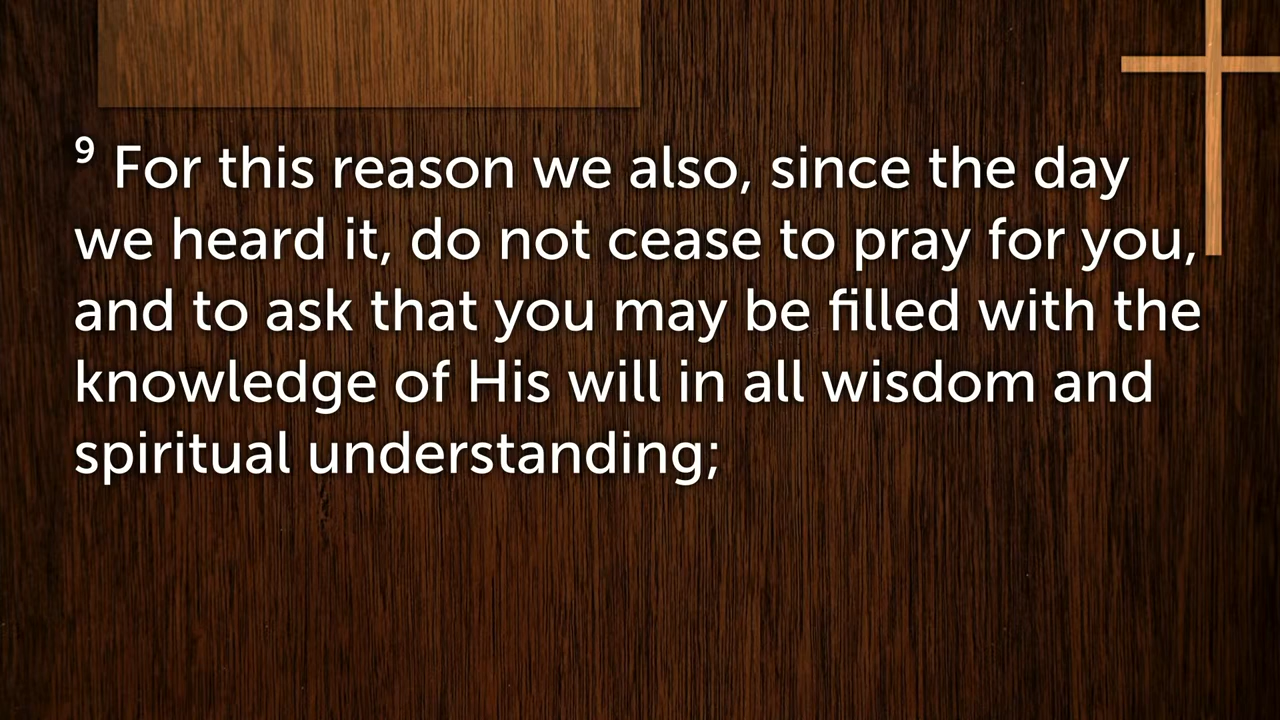 9 For this reason we also, since the day
we heard it, do not cease to pray for you,
and to ask that you may be filled with the
knowledge of His will in all wisdom and
spiritual understanding;